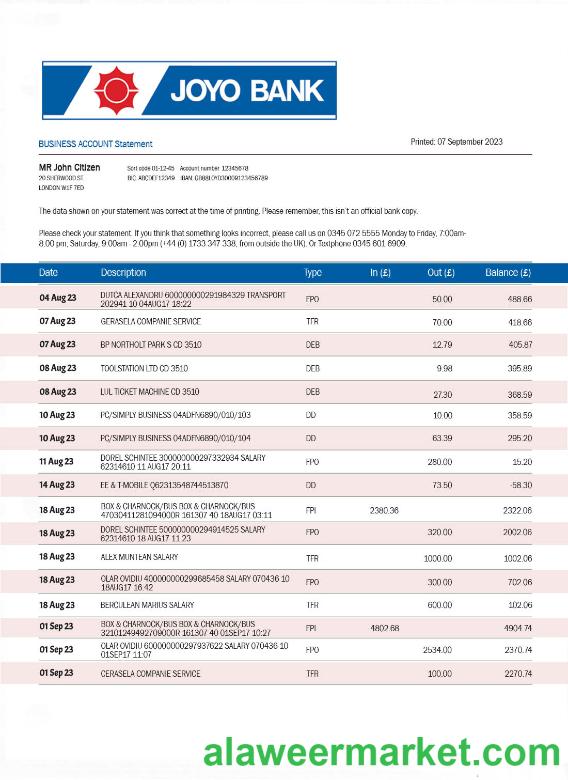 JOYO BANK
BUSINESS ACCOUNT Statement
Printed: 07 September 2023
MR John Citizen
20 SHERWOOD ST
LONDON W1F 7ED
Sort code 01-12-45 Account number 12345678
BIC: ABCDEF12349 IBAN: GB88LOYD30009123456789
The data shown on your statement was correct at the time of printing. Please remember, this isn't an official bank copy.
Please check your statement. If you think that something looks incorrect, please call us on 0345 072 5555 Monday to Friday, 7:00am-
8.00 pm, Saturday, 9:00am - 2.00pm (+44 (0) 1733 347 338, from outside the UK). Or Textphone 0345 601 6909.
Date Description Type In (£) Out (£) Balance (£)
04 Aug 23 DUTCA ALEXANDRU 600000000291984329 TRANSPORT FPO 50.00 488.66
202941 10 04AUG17 18:22
07 Aug 23 GERASELA COMPANIE SERVICE TFR 70.00 418.66
07 Aug 23 BP NORTHOLT PARK S CD 3510 DEB 12.79 405.87
08 Aug 23 TOOLSTATION LTD CD 3510 DEB 9.98 395.89
08 Aug 23 LUL TICKET MACHINE CD 3510 DEB 27.30 368.59
10 Aug 23 PC/SIMPLY BUSINESS 04ADFN6890/010/103 DD 10.00 358.59
10 Aug 23 PC/SIMPLY BUSINESS 04ADFN6890/010/104 DD 63.39 295.20
11 Aug 23 DOREL SCHINTEE 300000000297332934 SALARY FPO 280.00 15.20
62314610 11 AUG17 20:11
14 Aug 23 EE & T-MOBILE Q62313548744513870 DD 73.50 -58.30
18 Aug 23 BOX & CHARNOCK/BUS BOX & CHARNOCK/BUS FPI 2380.36 2322.06
47030411281094000R 161307 40 18AUG17 03:11
18 Aug 23 DOREL SCHINTEE 500000000294914525 SALARY FPO 320.00 2002.06
62314610 18 AUG17 11 23
18 Aug 23 ALEX MUNTEAN SALARY TFR 1000.00 1002.06
18 Aug 23 OLAR OVIDIU 400000000299685458 SALARY 070436 10 FPO 300.00 702.06
18AUG17 16:42
18 Aug 23 BERCULEAN MARIUS SALARY TFR 600.00 102.06
01 Sep 23 BOX & CHARNOCK/BUS BOX & CHARNOCK/BUS FPI 4802.68 4904.74
32101249492709000R 161307 40 01SEP17 10:27
01 Sep 23 OLAR OVIDIU 600000000297937622 SALARY 070436 10 FPO 2534.00 2370.74
01SEP17 11:07
01 Sep 23 CERASELA COMPANIE SERVICE TFR 100.00 2270.74
alaweermarket.com